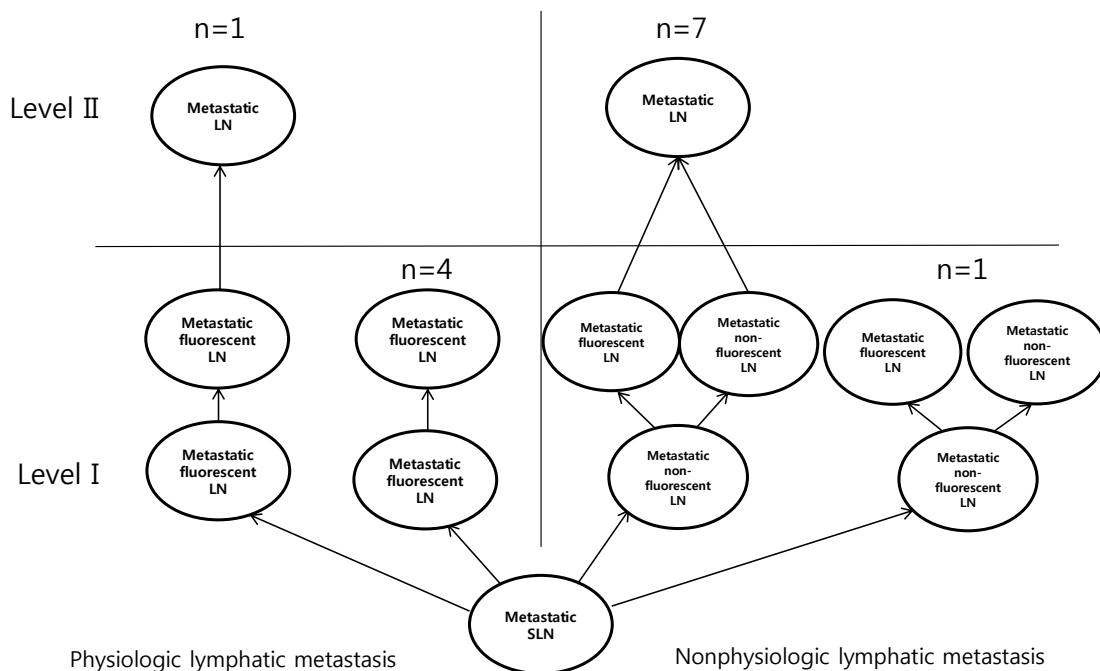 n=1
n=7
Level Ⅱ
Metastatic
LN
Metastatic
LN
n=4
n=1
Metastatic
fluorescent
LN
Metastatic
fluorescent
LN
Metastatic
fluorescent
LN
Metastatic
non-
fluorescent
LN
Metastatic
fluorescent
LN
Metastatic
non-
fluorescent
LN
Level Ⅰ
Metastatic
fluorescent
LN
Metastatic
fluorescent
LN
Metastatic
non-
fluorescent
LN
Metastatic
non-
fluorescent
LN
Metastatic
SLN
Physiologic lymphatic metastasis
Nonphysiologic lymphatic metastasis